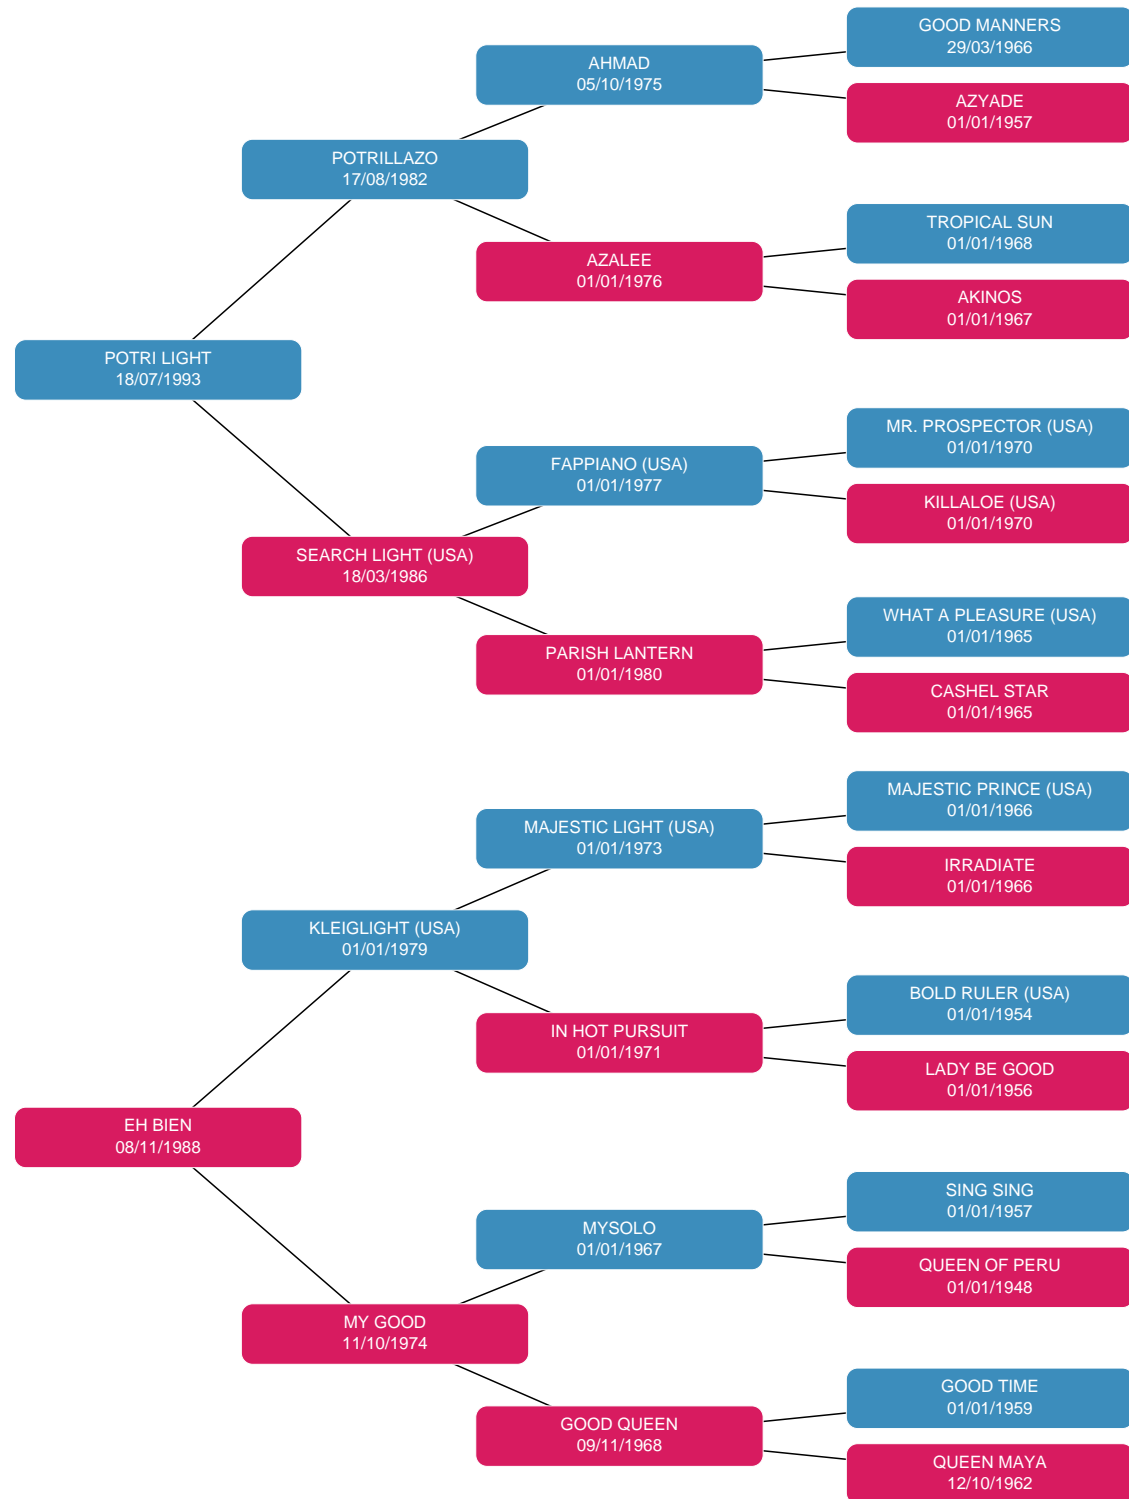 GOOD MANNERS
29/03/1966
AHMAD
05/10/1975
AZYADE
01/01/1957
POTRILLAZO
17/08/1982
TROPICAL SUN
01/01/1968
AZALEE
01/01/1976
AKINOS
01/01/1967
POTRI LIGHT
18/07/1993
MR. PROSPECTOR (USA)
01/01/1970
FAPPIANO (USA)
01/01/1977
KILLALOE (USA)
01/01/1970
SEARCH LIGHT (USA)
18/03/1986
WHAT A PLEASURE (USA)
01/01/1965
PARISH LANTERN
01/01/1980
CASHEL STAR
01/01/1965
MAJESTIC PRINCE (USA)
01/01/1966
MAJESTIC LIGHT (USA)
01/01/1973
IRRADIATE
01/01/1966
KLEIGLIGHT (USA)
01/01/1979
BOLD RULER (USA)
01/01/1954
IN HOT PURSUIT
01/01/1971
LADY BE GOOD
01/01/1956
EH BIEN
08/11/1988
SING SING
01/01/1957
MYSOLO
01/01/1967
QUEEN OF PERU
01/01/1948
MY GOOD
11/10/1974
GOOD TIME
01/01/1959
GOOD QUEEN
09/11/1968
QUEEN MAYA
12/10/1962